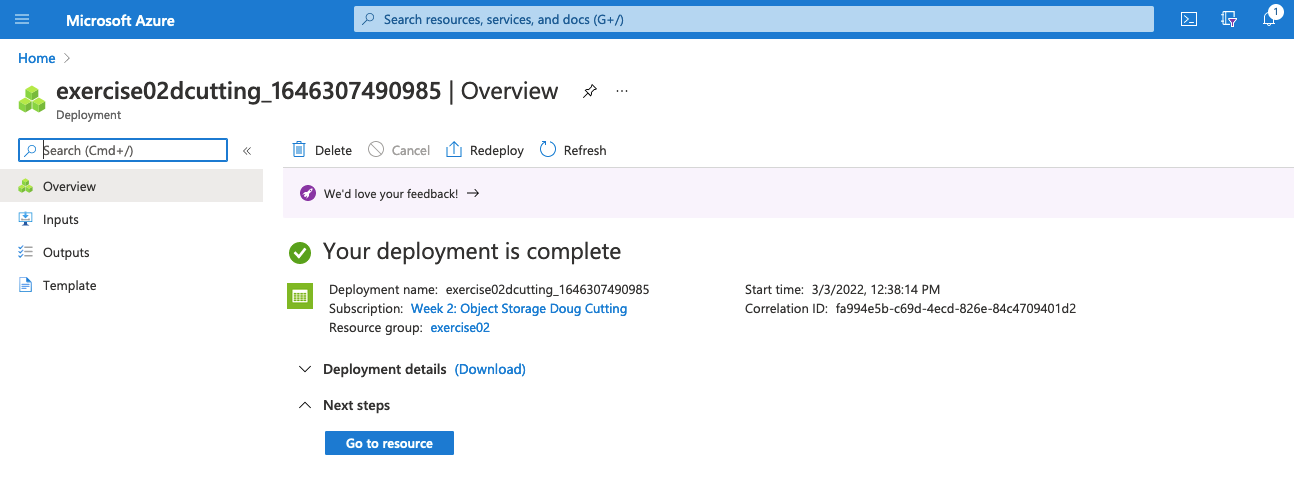 Microsoft Azure
Search resources, services, and docs (G+/)
1
Home
exercise02dcutting_1646307490985 | Overview
Deployment
Search (Cmd+/)
Delete
Cancel
Redeploy
Refresh
Overview
Inputs
Outputs
Template
We'd love your feedback!
Your deployment is complete
Deployment name: exercise02dcutting_1646307490985
Subscription: Week 2: Object Storage Doug Cutting
Resource group: exercise02
Start time: 3/3/2022, 12:38:14 PM
Correlation ID: fa994e5b-c69d-4ecd-826e-84c4709401d2
Deployment details (Download)
Next steps
Go to resource